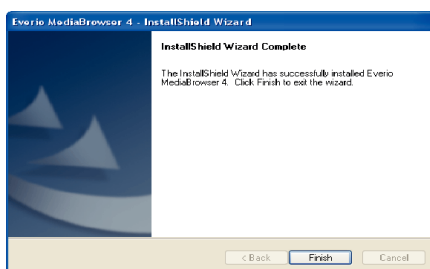 Everio MediaBrowser 4 - InstallShield Wizard
InstallShield Wizard Complete
The InstallShield Wizard has successfully installed Everio
MediaBrowser 4. Click Finish to exit the wizard.
< Back Finish Cancel